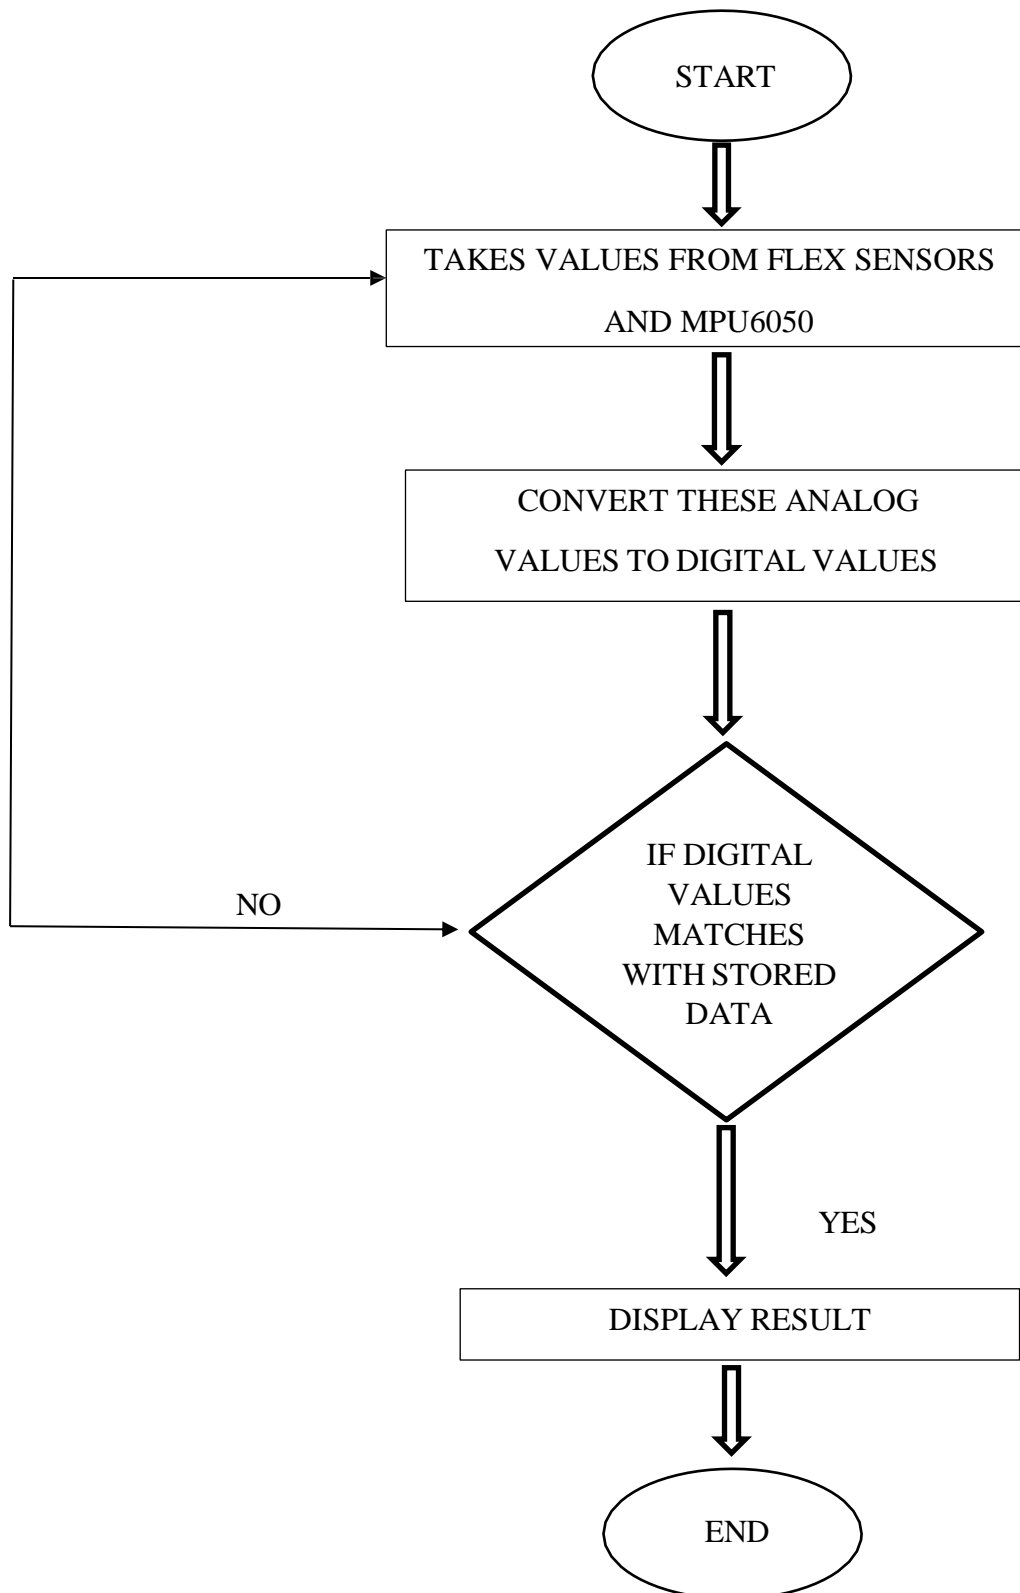 START
TAKES VALUES FROM FLEX SENSORS
AND MPU6050
CONVERT THESE ANALOG
VALUES TO DIGITAL VALUES
IF DIGITAL
VALUES
MATCHES
WITH STORED
DATA
NO
YES
DISPLAY RESULT
END